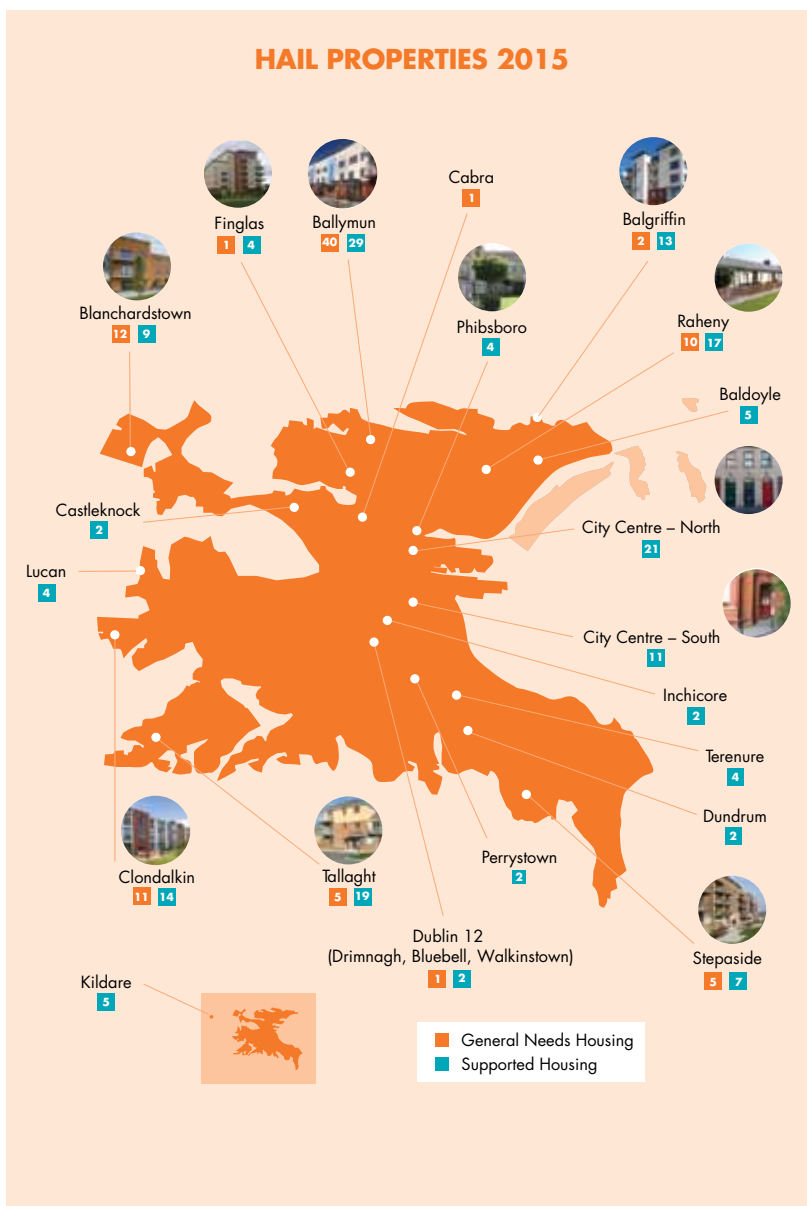 HAIL PROPERTIES 2015
Cabra
1
Finglas
1 4
Ballymun
40 29
Balgriffin
2 13
Blanchardstown
12 9
Phibsboro
4
Raheny
10 17
Baldoyle
5
Castleknock
2
City Centre – North
21
Lucan
4
City Centre – South
11
Inchicore
2
Terenure
4
Dundrum
2
Perrystown
2
Clondalkin
11 14
Tallaght
5 19
Dublin 12
(Drimnagh, Bluebell, Walkinstown)
1 2
Stepaside
5 7
Kildare
5
General Needs Housing
Supported Housing